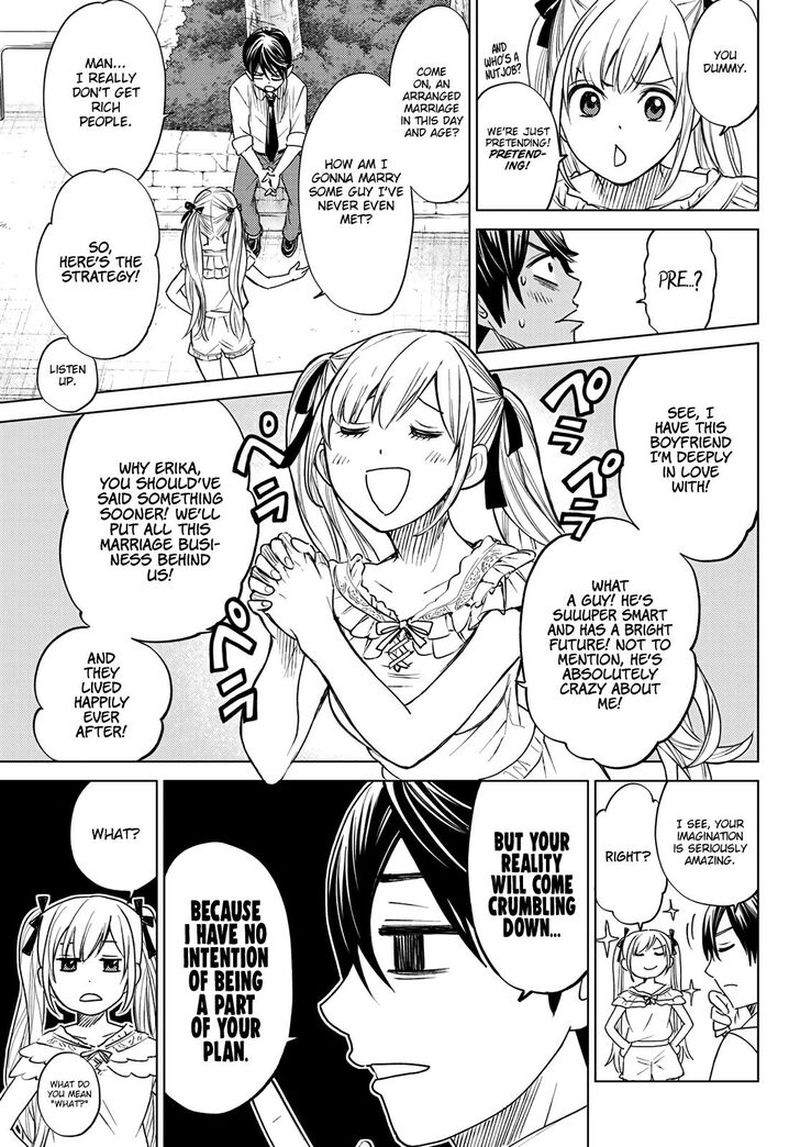 YOU
DUMMY.
AND
WHO'S A
NUTJOB?
WE'RE JUST
PRETENDING!
PRETEND-
ING!
PRE..?
COME
ON, AN
ARRANGED
MARRIAGE
IN THIS DAY
AND AGE?
HOW AM I
GONNA MARRY
SOME GUY I'VE
NEVER EVEN
MET?
MAN...
I REALLY
DON'T GET
RICH
PEOPLE.
SO,
HERE'S THE
STRATEGY!
LISTEN
UP.
SEE, I
HAVE THIS
BOYFRIEND
I'M DEEPLY
IN LOVE
WITH!
WHAT
A GUY! HE'S
SUUUPER SMART
AND HAS A BRIGHT
FUTURE! NOT TO
MENTION, HE'S
ABSOLUTELY
CRAZY ABOUT
ME!
ペラペラ
ペラペラ
ペラペラ
WHY ERIKA,
YOU SHOULD'VE
SAID SOMETHING
SOONER! WE'LL
PUT ALL THIS
MARRIAGE BUSI-
NESS BEHIND
US!
AND
THEY
LIVED
HAPPILY
EVER
AFTER!
I SEE, YOUR
IMAGINATION
IS SERIOUSLY
AMAZING.
RIGHT?
BUT YOUR
REALITY
WILL COME
CRUMBLING
DOWN...
BECAUSE
I HAVE NO
INTENTION
OF BEING
A PART
OF YOUR
PLAN.
WHAT?
WHAT DO
YOU MEAN
"WHAT?"